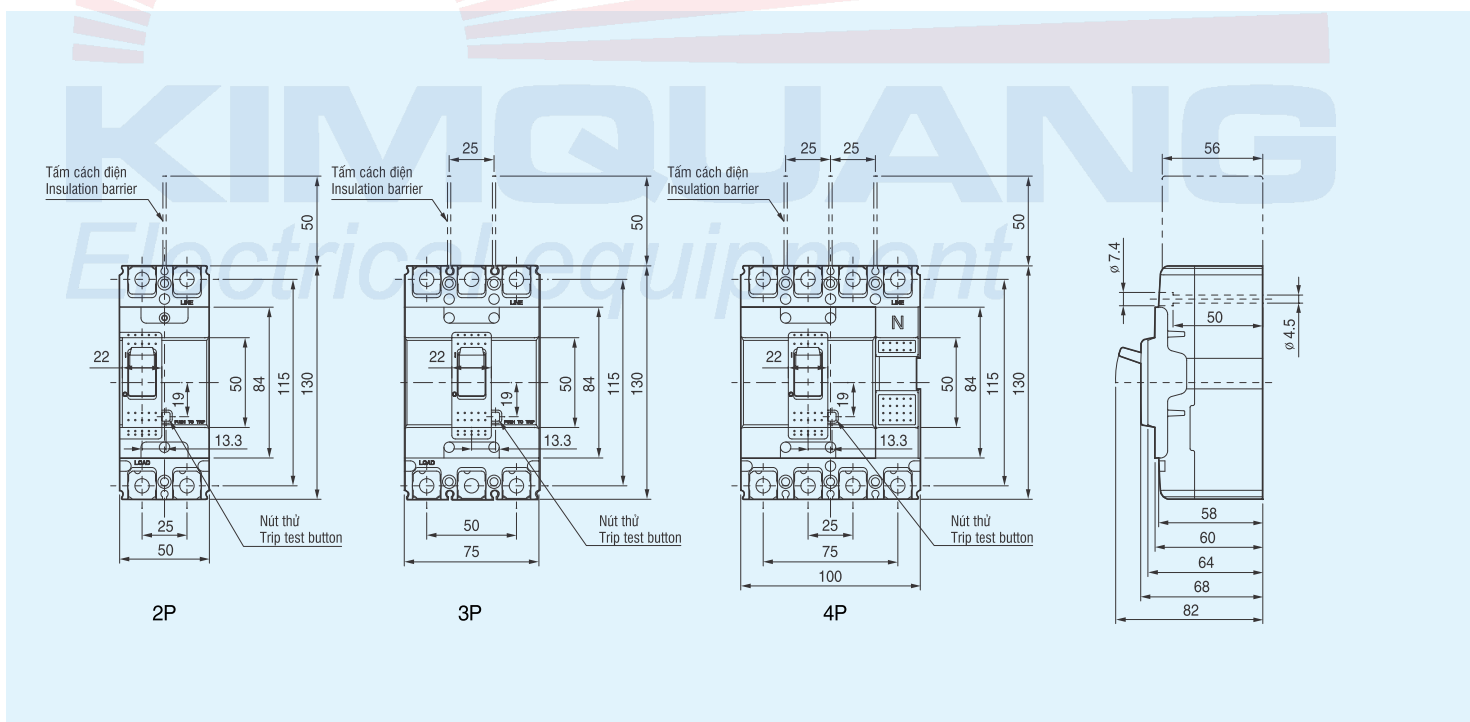 KIMQUANG
Electrical equipment
Tấm cách điện
Insulation barrier
50
LINE
22
19
50
84
115
130
PUSH TO TRIP
13.3
LOAD
25
50
Nút thử
Trip test button
2P
25
Tấm cách điện
Insulation barrier
50
LINE
22
19
50
84
115
130
PUSH TO TRIP
13.3
LOAD
50
75
Nút thử
Trip test button
3P
25
25
Tấm cách điện
Insulation barrier
50
LINE
N
22
19
50
84
115
130
13.3
25
75
100
Nút thử
Trip test button
4P
56
ø 7.4
50
ø 4.5
58
60
64
68
82